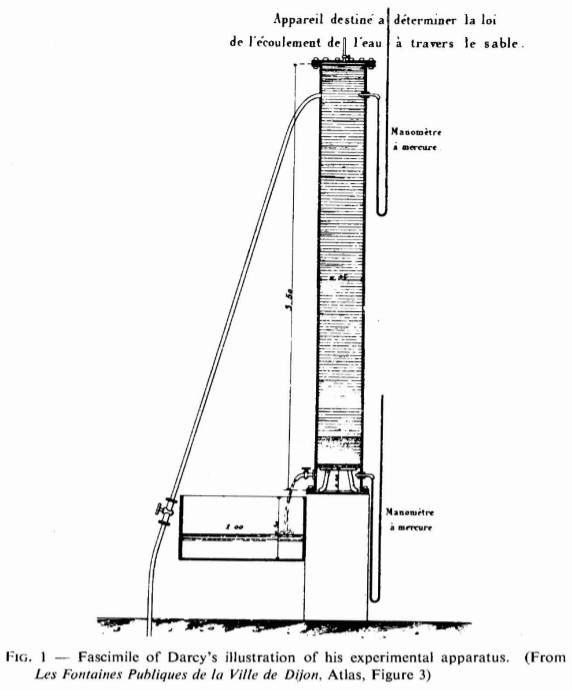 Appareil destiné a déterminer la loi
de l'écoulement de l'eau à travers le sable.
Manomètre
à mercure
3.50
1 00
Manomètre
à mercure
FIG. 1 — Fascimile of Darcy's illustration of his experimental apparatus. (From
Les Fontaines Publiques de la Ville de Dijon, Atlas, Figure 3)